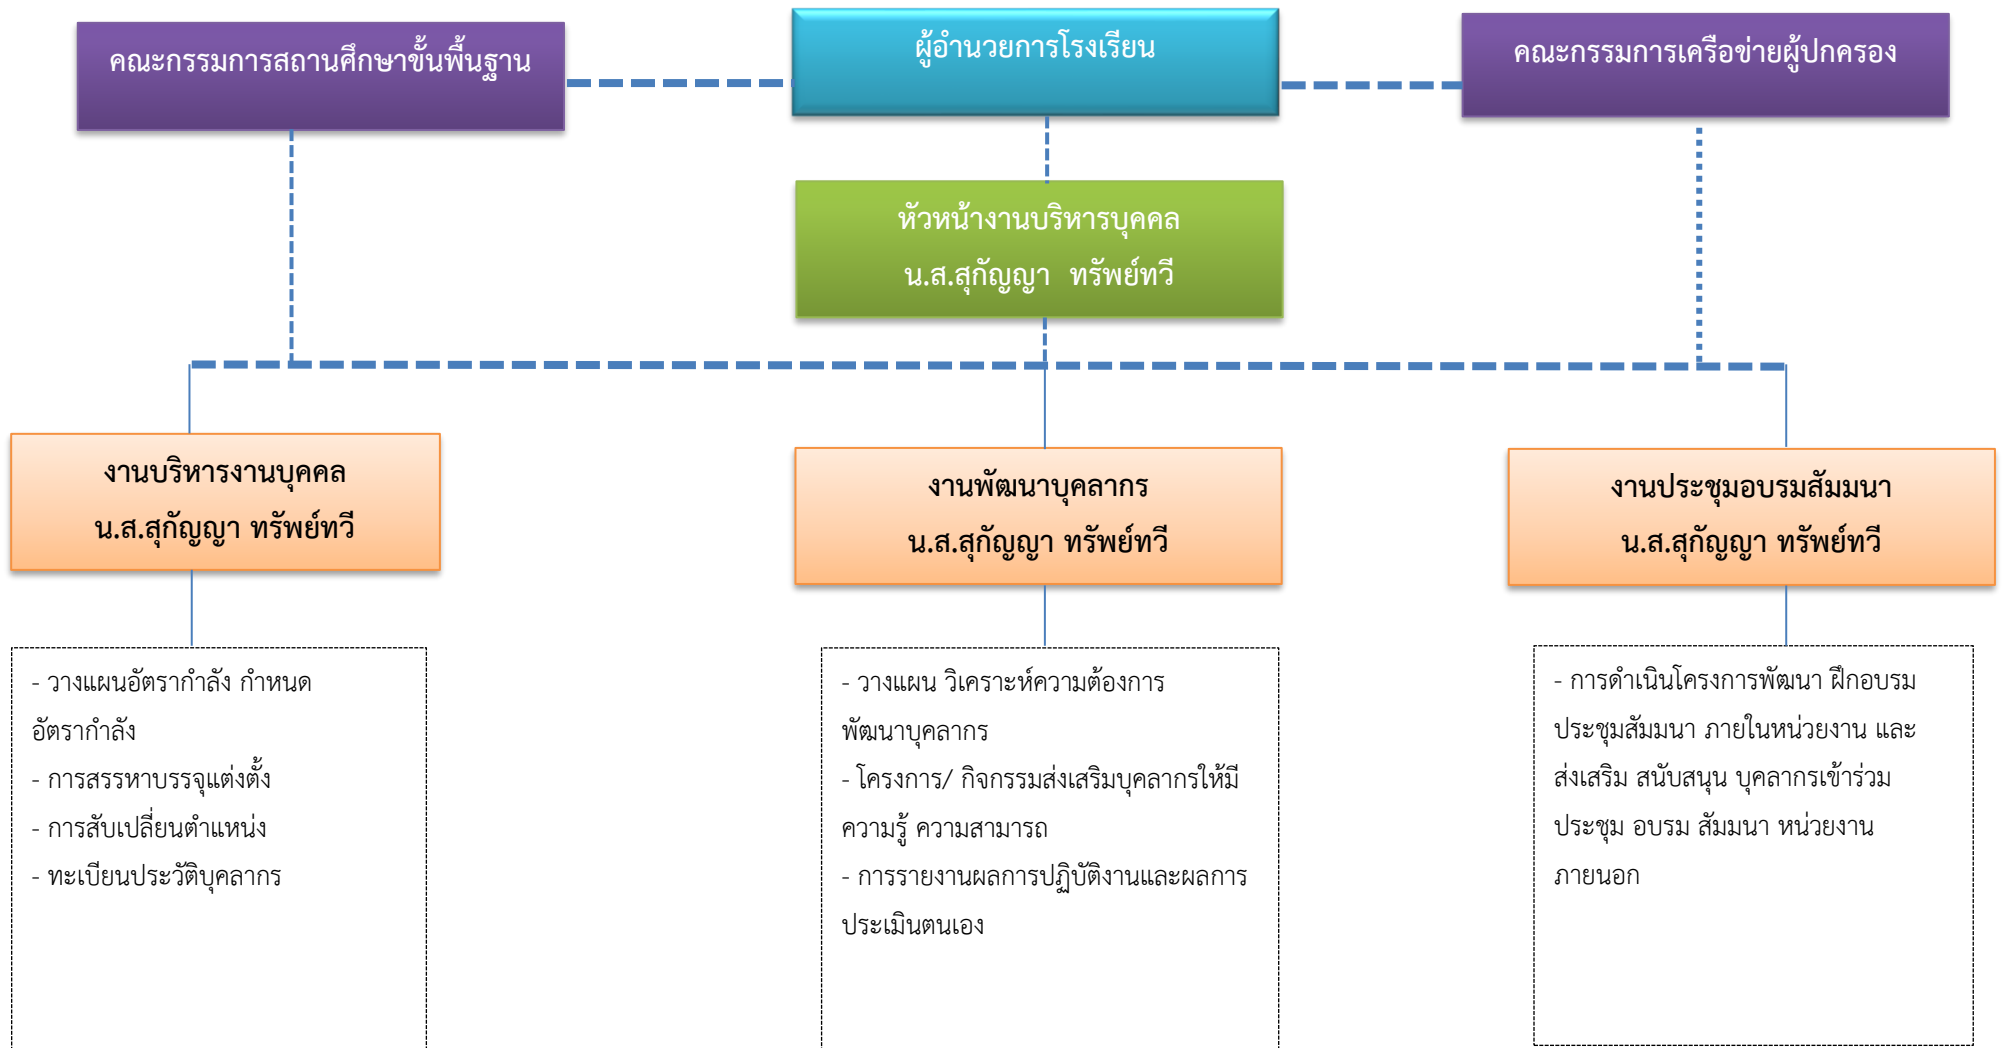 คณะกรรมการสถานศึกษาขั้นพื้นฐาน
ผู้อำนวยการโรงเรียน
คณะกรรมการเครือข่ายผู้ปกครอง
หัวหน้างานบริหารบุคคล
น.ส.สุกัญญา ทรัพย์ทวี
งานบริหารงานบุคคล
น.ส.สุกัญญา ทรัพย์ทวี
งานพัฒนาบุคลากร
น.ส.สุกัญญา ทรัพย์ทวี
งานประชุมอบรมสัมมนา
น.ส.สุกัญญา ทรัพย์ทวี
- วางแผนอัตรากำลัง กำหนด
อัตรากำลัง
- การสรรหาบรรจุแต่งตั้ง
- การสับเปลี่ยนตำแหน่ง
- ทะเบียนประวัติบุคลากร
- วางแผน วิเคราะห์ความต้องการ
พัฒนาบุคลากร
- โครงการ/ กิจกรรมส่งเสริมบุคลากรให้มี
ความรู้ ความสามารถ
- การรายงานผลการปฏิบัติงานและผลการ
ประเมินตนเอง
- การดำเนินโครงการพัฒนา ฝึกอบรม
ประชุมสัมมนา ภายในหน่วยงาน และ
ส่งเสริม สนับสนุน บุคลากรเข้าร่วม
ประชุม อบรม สัมมนา หน่วยงาน
ภายนอก